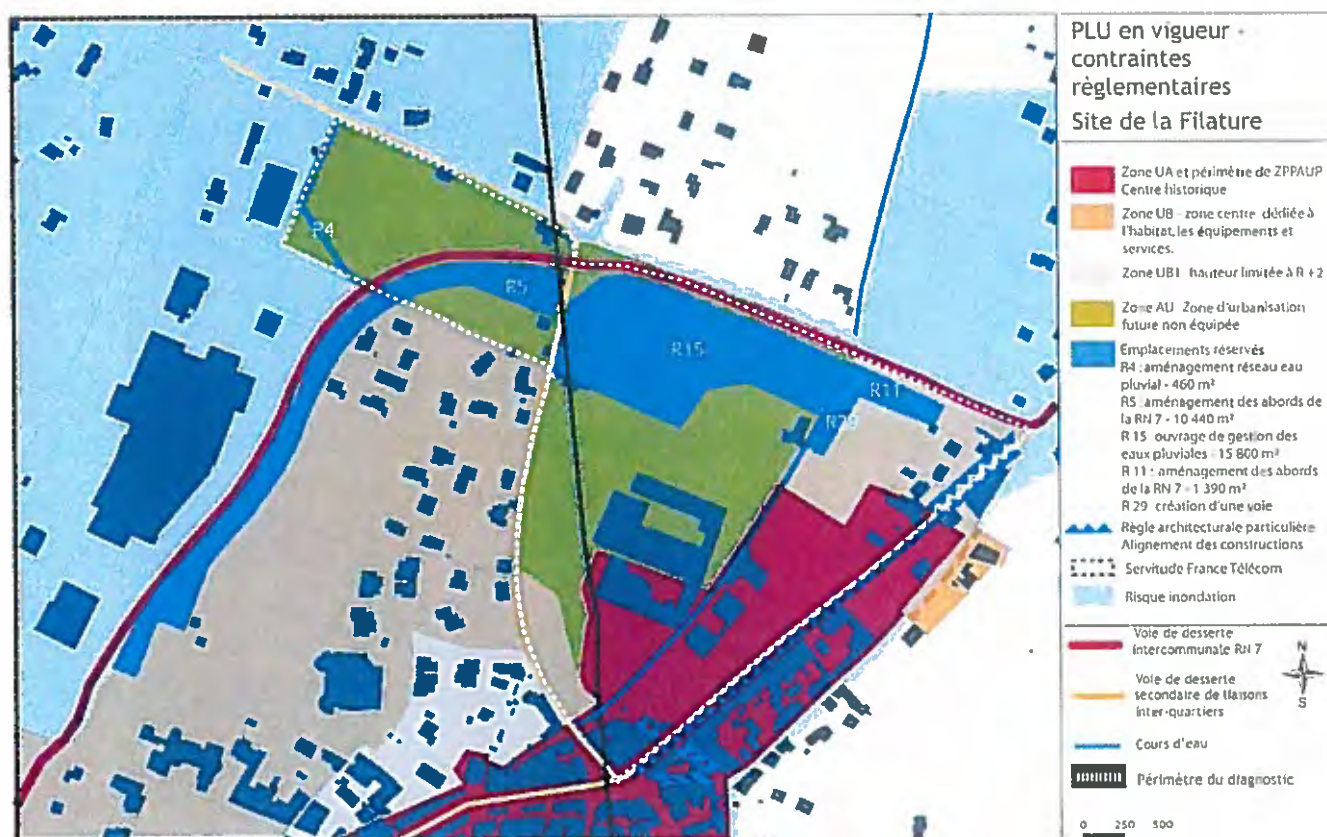 PLU en vigueur -
contraintes
règlementaires
Site de la Filature
Zone UA et périmètre de ZPPAUP
Centre historique
Zone UB - zone centre dédiée à
l'habitat, les équipements et
services.
Zone UB1 hauteur limitée à R + 2
Zone AU Zone d'urbanisation
future non équipée
Emplacements réservés
R4 : aménagement réseau eau
pluvial - 460 m²
R5 : aménagement des abords de
la RN 7 - 10 440 m²
R 15 ouvrage de gestion des
eaux pluviales - 15 800 m²
R 11 : aménagement des abords
de la RN 7 - 1 390 m²
R 29 création d'une voie
Règle architecturale particulière
Alignement des constructions
Servitude France Télécom
Risque inondation
Voie de desserte
intercommunale RN 7
Voie de desserte
secondaire de liaisons
inter-quartiers
Cours d'eau
Périmètre du diagnostic
N
S
0 250 500
R4
R5
R15
R11
R29